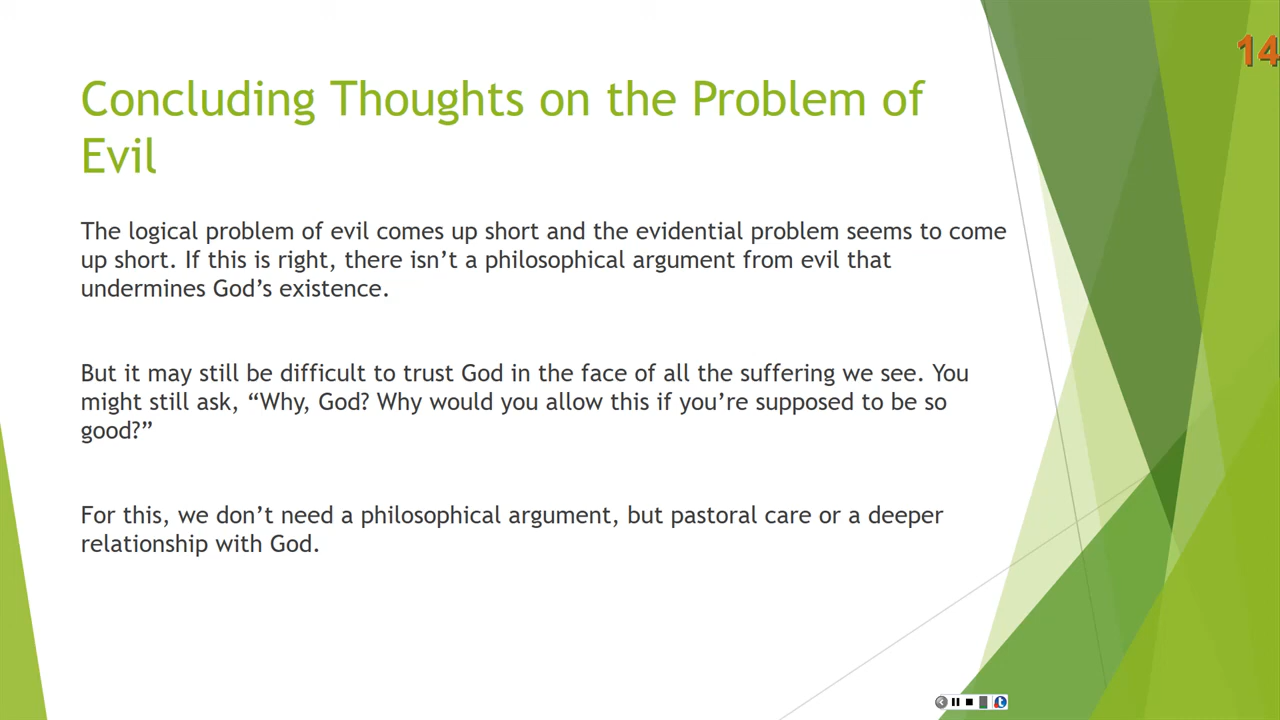 14
Concluding Thoughts on the Problem of
Evil
The logical problem of evil comes up short and the evidential problem seems to come
up short. If this is right, there isn’t a philosophical argument from evil that
undermines God’s existence.
But it may still be difficult to trust God in the face of all the suffering we see. You
might still ask, “Why, God? Why would you allow this if you’re supposed to be so
good?”
For this, we don’t need a philosophical argument, but pastoral care or a deeper
relationship with God.